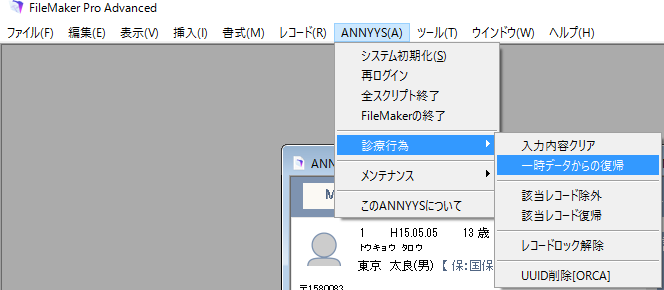 FileMaker Pro Advanced
ファイル(F) 編集(E) 表示(V) 挿入(I) 書式(M) レコード(R) ANNYYS(A) ツール(T) ウインドウ(W) ヘルプ(H)
システム初期化(S)
再ログイン
全スクリプト終了
FileMakerの終了
診療行為
メンテナンス
このANNYYSについて
入力内容クリア
一時データからの復帰
該当レコード除外
該当レコード復帰
レコードロック解除
UUID削除[ORCA]
ANN
M
1 H15.05.05 13 歳
トウキョウ タロウ
東京 太良(男)【 保:国保
〒1580083